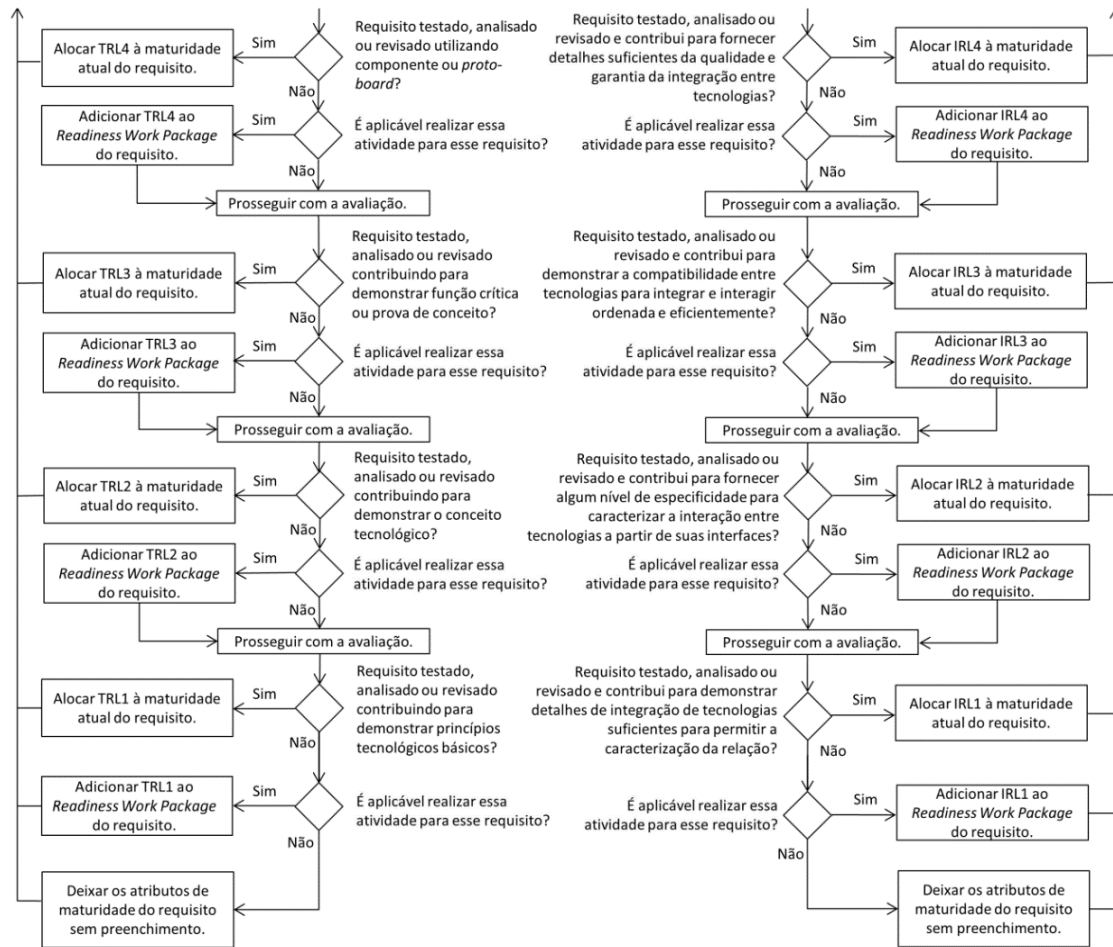 Alocar TRL4 à maturidade
atual do requisito.
Sim
Requisito testado, analisado
ou revisado utilizando
componente ou proto-
board?
Não
Adicionar TRL4 ao
Readiness Work Package
do requisito.
Sim
É aplicável realizar essa
atividade para esse requisito?
Não
Prosseguir com a avaliação.
Alocar TRL3 à maturidade
atual do requisito.
Sim
Requisito testado,
analisado ou revisado
contribuindo para
demonstrar função crítica
ou prova de conceito?
Não
Adicionar TRL3 ao
Readiness Work Package
do requisito.
Sim
É aplicável realizar essa
atividade para esse requisito?
Não
Prosseguir com a avaliação.
Alocar TRL2 à maturidade
atual do requisito.
Sim
Requisito testado,
analisado ou revisado
contribuindo para
demonstrar o conceito
tecnológico?
Não
Adicionar TRL2 ao
Readiness Work Package
do requisito.
Sim
É aplicável realizar essa
atividade para esse requisito?
Não
Prosseguir com a avaliação.
Alocar TRL1 à maturidade
atual do requisito.
Sim
Requisito testado,
analisado ou revisado
contribuindo para
demonstrar princípios
tecnológicos básicos?
Não
Adicionar TRL1 ao
Readiness Work Package
do requisito.
Sim
É aplicável realizar essa
atividade para esse requisito?
Não
Deixar os atributos de
maturidade do requisito
sem preenchimento.
Requisito testado, analisado ou
revisado e contribui para fornecer
detalhes suficientes da qualidade e
garantia da integração entre
tecnologias?
Sim
Alocar IRL4 à maturidade
atual do requisito.
Não
É aplicável realizar essa
atividade para esse requisito?
Sim
Adicionar IRL4 ao
Readiness Work Package
do requisito.
Não
Prosseguir com a avaliação.
Requisito testado, analisado ou
revisado e contribui para
demonstrar a compatibilidade entre
tecnologias para integrar e interagir
ordenada e eficientemente?
Sim
Alocar IRL3 à maturidade
atual do requisito.
Não
É aplicável realizar essa
atividade para esse requisito?
Sim
Adicionar IRL3 ao
Readiness Work Package
do requisito.
Não
Prosseguir com a avaliação.
Requisito testado, analisado ou
revisado e contribui para fornecer
algum nível de especificidade para
caracterizar a interação entre
tecnologias a partir de suas interfaces?
Sim
Alocar IRL2 à maturidade
atual do requisito.
Não
É aplicável realizar essa
atividade para esse requisito?
Sim
Adicionar IRL2 ao
Readiness Work Package
do requisito.
Não
Prosseguir com a avaliação.
Requisito testado, analisado ou
revisado e contribui para demonstrar
detalhes de integração de tecnologias
suficientes para permitir a
caracterização da relação?
Sim
Alocar IRL1 à maturidade
atual do requisito.
Não
É aplicável realizar essa
atividade para esse requisito?
Sim
Adicionar IRL1 ao
Readiness Work Package
do requisito.
Não
Deixar os atributos de
maturidade do requisito
sem preenchimento.